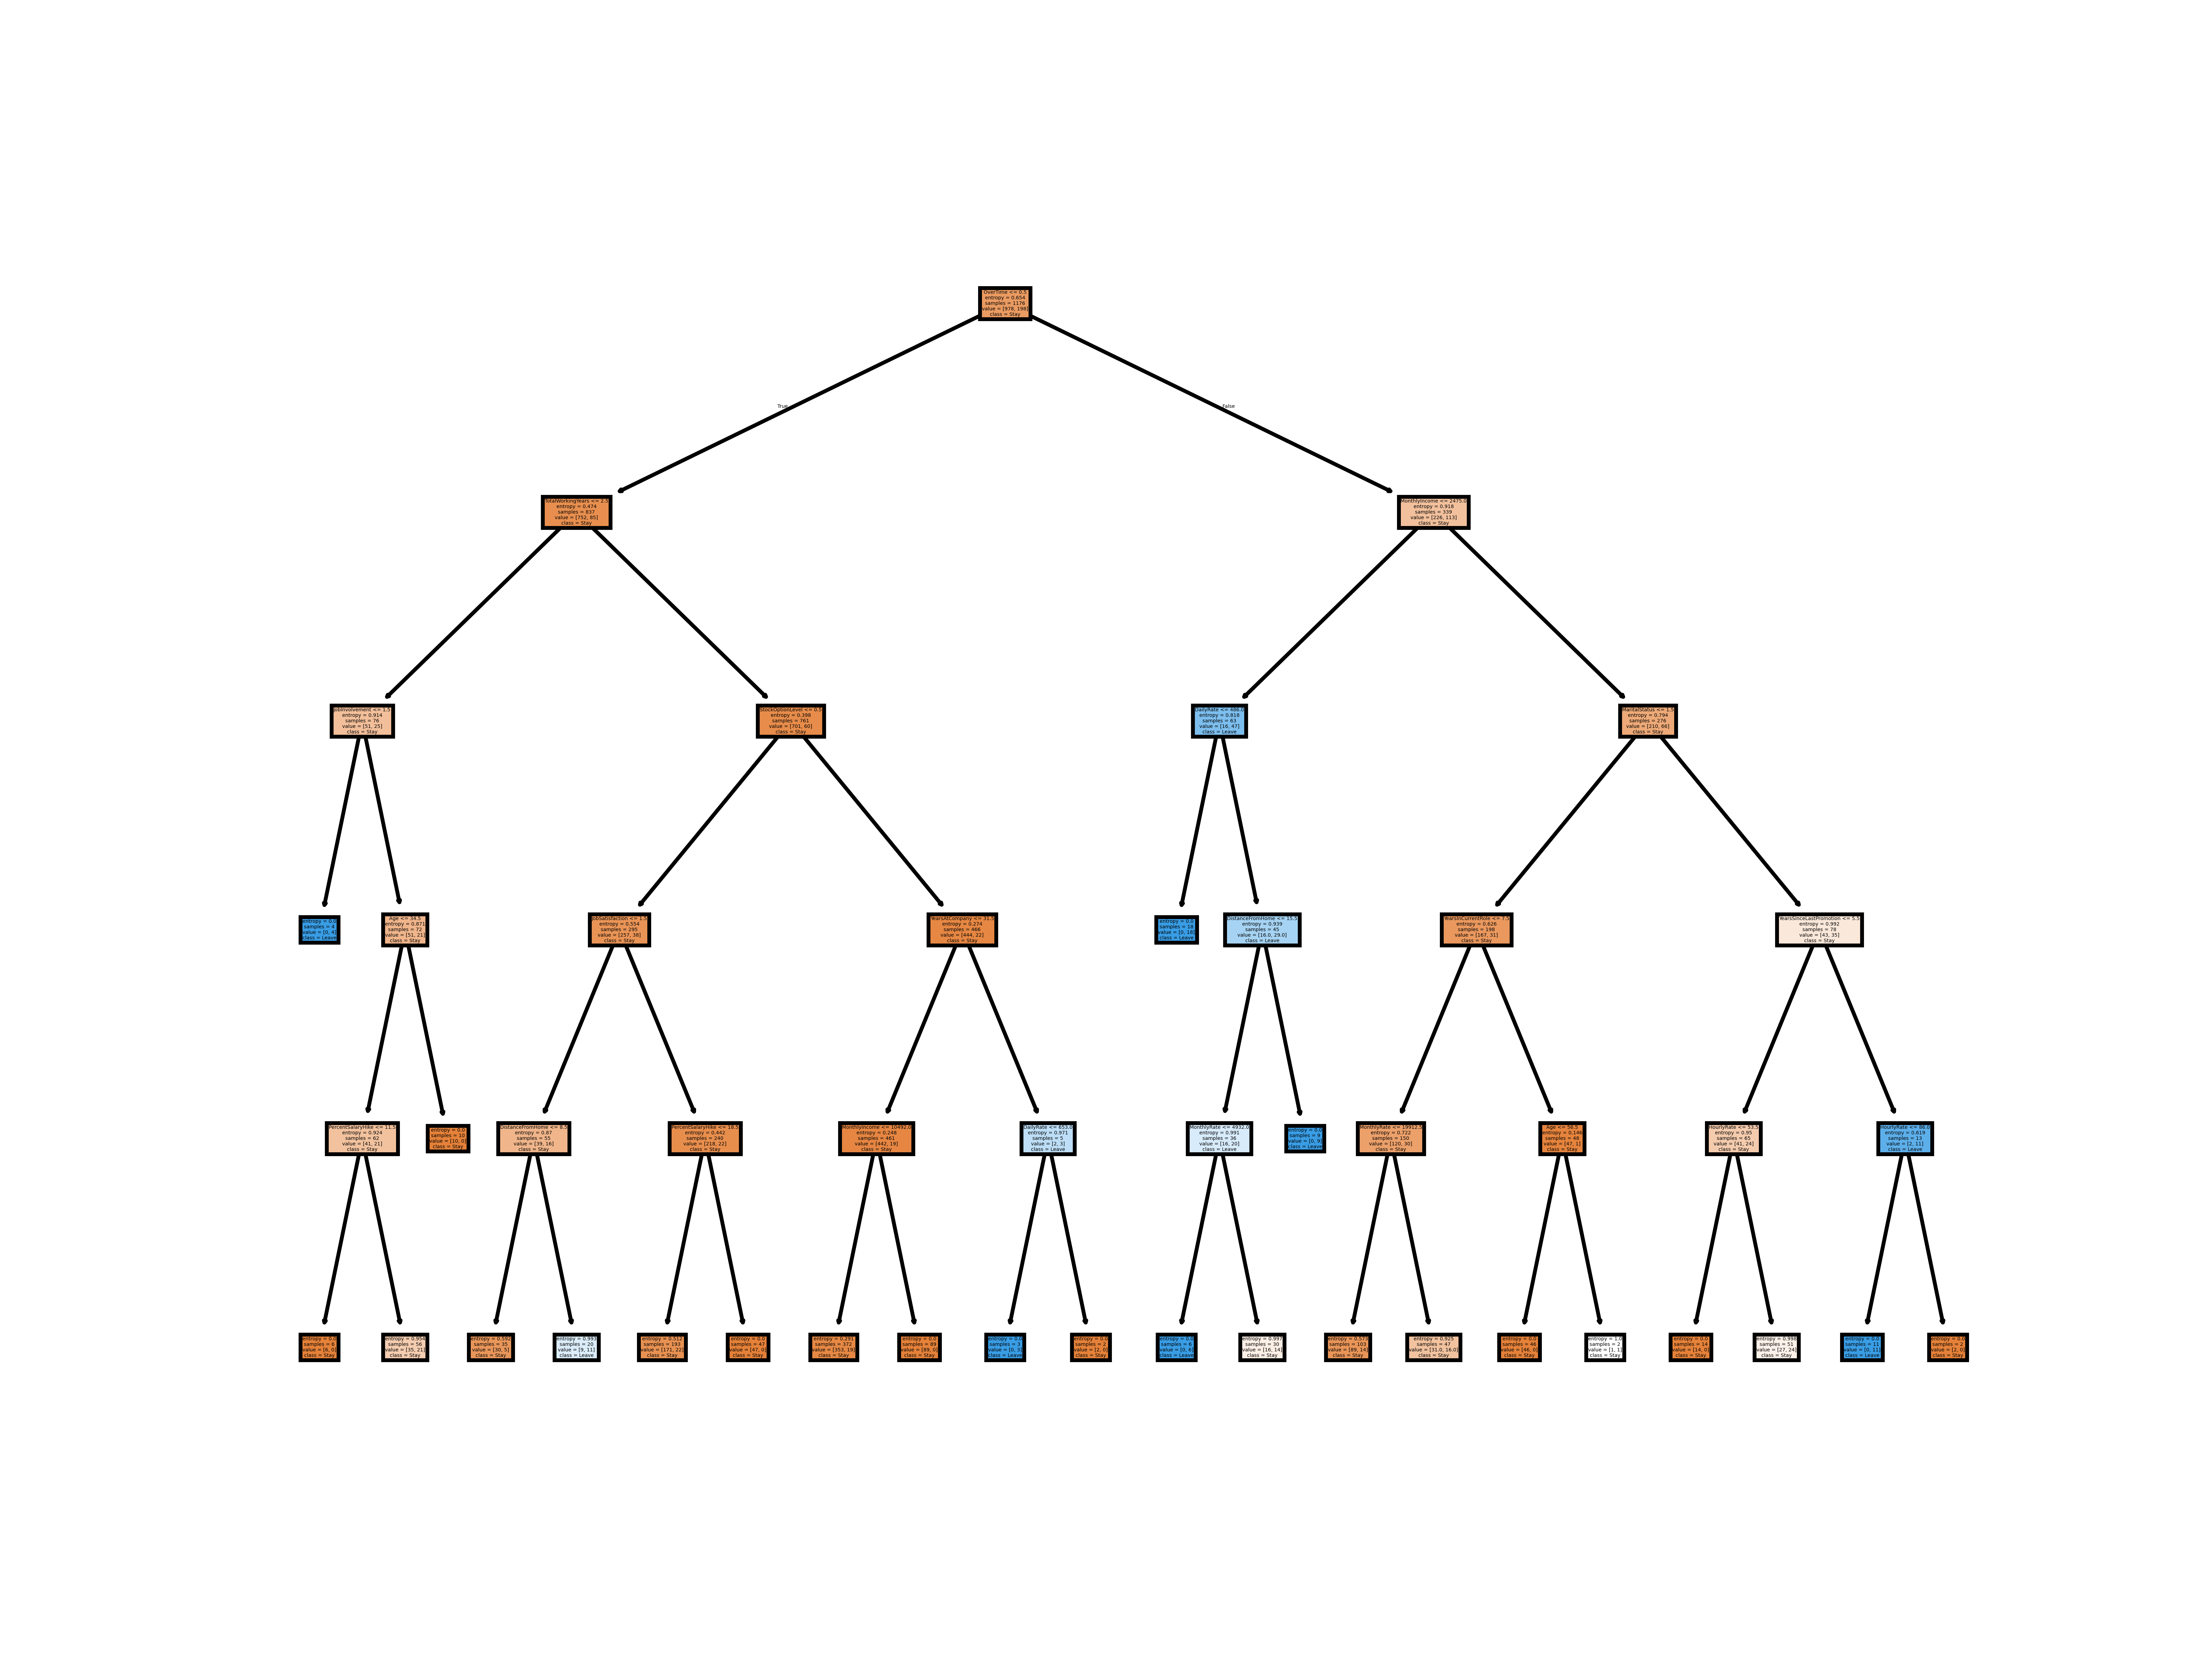 OverTime <= 0.5
entropy = 0.654
samples = 1176
value = [978, 198]
class = Stay
True
False
TotalWorkingYears <= 2.5
entropy = 0.474
samples = 837
value = [752, 85]
class = Stay
MonthlyIncome <= 2475.0
entropy = 0.918
samples = 339
value = [226, 113]
class = Stay
JobInvolvement <= 1.5
entropy = 0.914
samples = 76
value = [51, 25]
class = Stay
StockOptionLevel <= 0.5
entropy = 0.398
samples = 761
value = [701, 60]
class = Stay
DailyRate <= 486.0
entropy = 0.818
samples = 63
value = [16, 47]
class = Leave
MaritalStatus <= 1.5
entropy = 0.794
samples = 276
value = [210, 66]
class = Stay
entropy = 0.0
samples = 4
value = [0, 4]
class = Leave
Age <= 34.5
entropy = 0.871
samples = 72
value = [51, 21]
class = Stay
JobSatisfaction <= 1.5
entropy = 0.554
samples = 295
value = [257, 38]
class = Stay
YearsAtCompany <= 31.5
entropy = 0.274
samples = 466
value = [444, 22]
class = Stay
entropy = 0.0
samples = 18
value = [0, 18]
class = Leave
DistanceFromHome <= 15.5
entropy = 0.939
samples = 45
value = [16.0, 29.0]
class = Leave
YearsInCurrentRole <= 7.5
entropy = 0.626
samples = 198
value = [167, 31]
class = Stay
YearsSinceLastPromotion <= 5.5
entropy = 0.992
samples = 78
value = [43, 35]
class = Stay
PercentSalaryHike <= 11.5
entropy = 0.924
samples = 62
value = [41, 21]
class = Stay
entropy = 0.0
samples = 10
value = [10, 0]
class = Stay
DistanceFromHome <= 6.5
entropy = 0.87
samples = 55
value = [39, 16]
class = Stay
PercentSalaryHike <= 18.5
entropy = 0.442
samples = 240
value = [218, 22]
class = Stay
MonthlyIncome <= 10492.0
entropy = 0.248
samples = 461
value = [442, 19]
class = Stay
DailyRate <= 653.0
entropy = 0.971
samples = 5
value = [2, 3]
class = Leave
MonthlyRate <= 4932.0
entropy = 0.991
samples = 36
value = [16, 20]
class = Leave
entropy = 0.0
samples = 9
value = [0, 9]
class = Leave
MonthlyRate <= 19912.5
entropy = 0.722
samples = 150
value = [120, 30]
class = Stay
Age <= 56.5
entropy = 0.146
samples = 48
value = [47, 1]
class = Stay
HourlyRate <= 53.5
entropy = 0.95
samples = 65
value = [41, 24]
class = Stay
HourlyRate <= 86.0
entropy = 0.619
samples = 13
value = [2, 11]
class = Leave
entropy = 0.0
samples = 6
value = [6, 0]
class = Stay
entropy = 0.954
samples = 56
value = [35, 21]
class = Stay
entropy = 0.592
samples = 35
value = [30, 5]
class = Stay
entropy = 0.993
samples = 20
value = [9, 11]
class = Leave
entropy = 0.512
samples = 193
value = [171, 22]
class = Stay
entropy = 0.0
samples = 47
value = [47, 0]
class = Stay
entropy = 0.291
samples = 372
value = [353, 19]
class = Stay
entropy = 0.0
samples = 89
value = [89, 0]
class = Stay
entropy = 0.0
samples = 3
value = [0, 3]
class = Leave
entropy = 0.0
samples = 2
value = [2, 0]
class = Stay
entropy = 0.0
samples = 6
value = [0, 6]
class = Leave
entropy = 0.997
samples = 30
value = [16, 14]
class = Stay
entropy = 0.573
samples = 103
value = [89, 14]
class = Stay
entropy = 0.925
samples = 47
value = [31.0, 16.0]
class = Stay
entropy = 0.0
samples = 46
value = [46, 0]
class = Stay
entropy = 1.0
samples = 2
value = [1, 1]
class = Stay
entropy = 0.0
samples = 14
value = [14, 0]
class = Stay
entropy = 0.998
samples = 51
value = [27, 24]
class = Stay
entropy = 0.0
samples = 11
value = [0, 11]
class = Leave
entropy = 0.0
samples = 2
value = [2, 0]
class = Stay